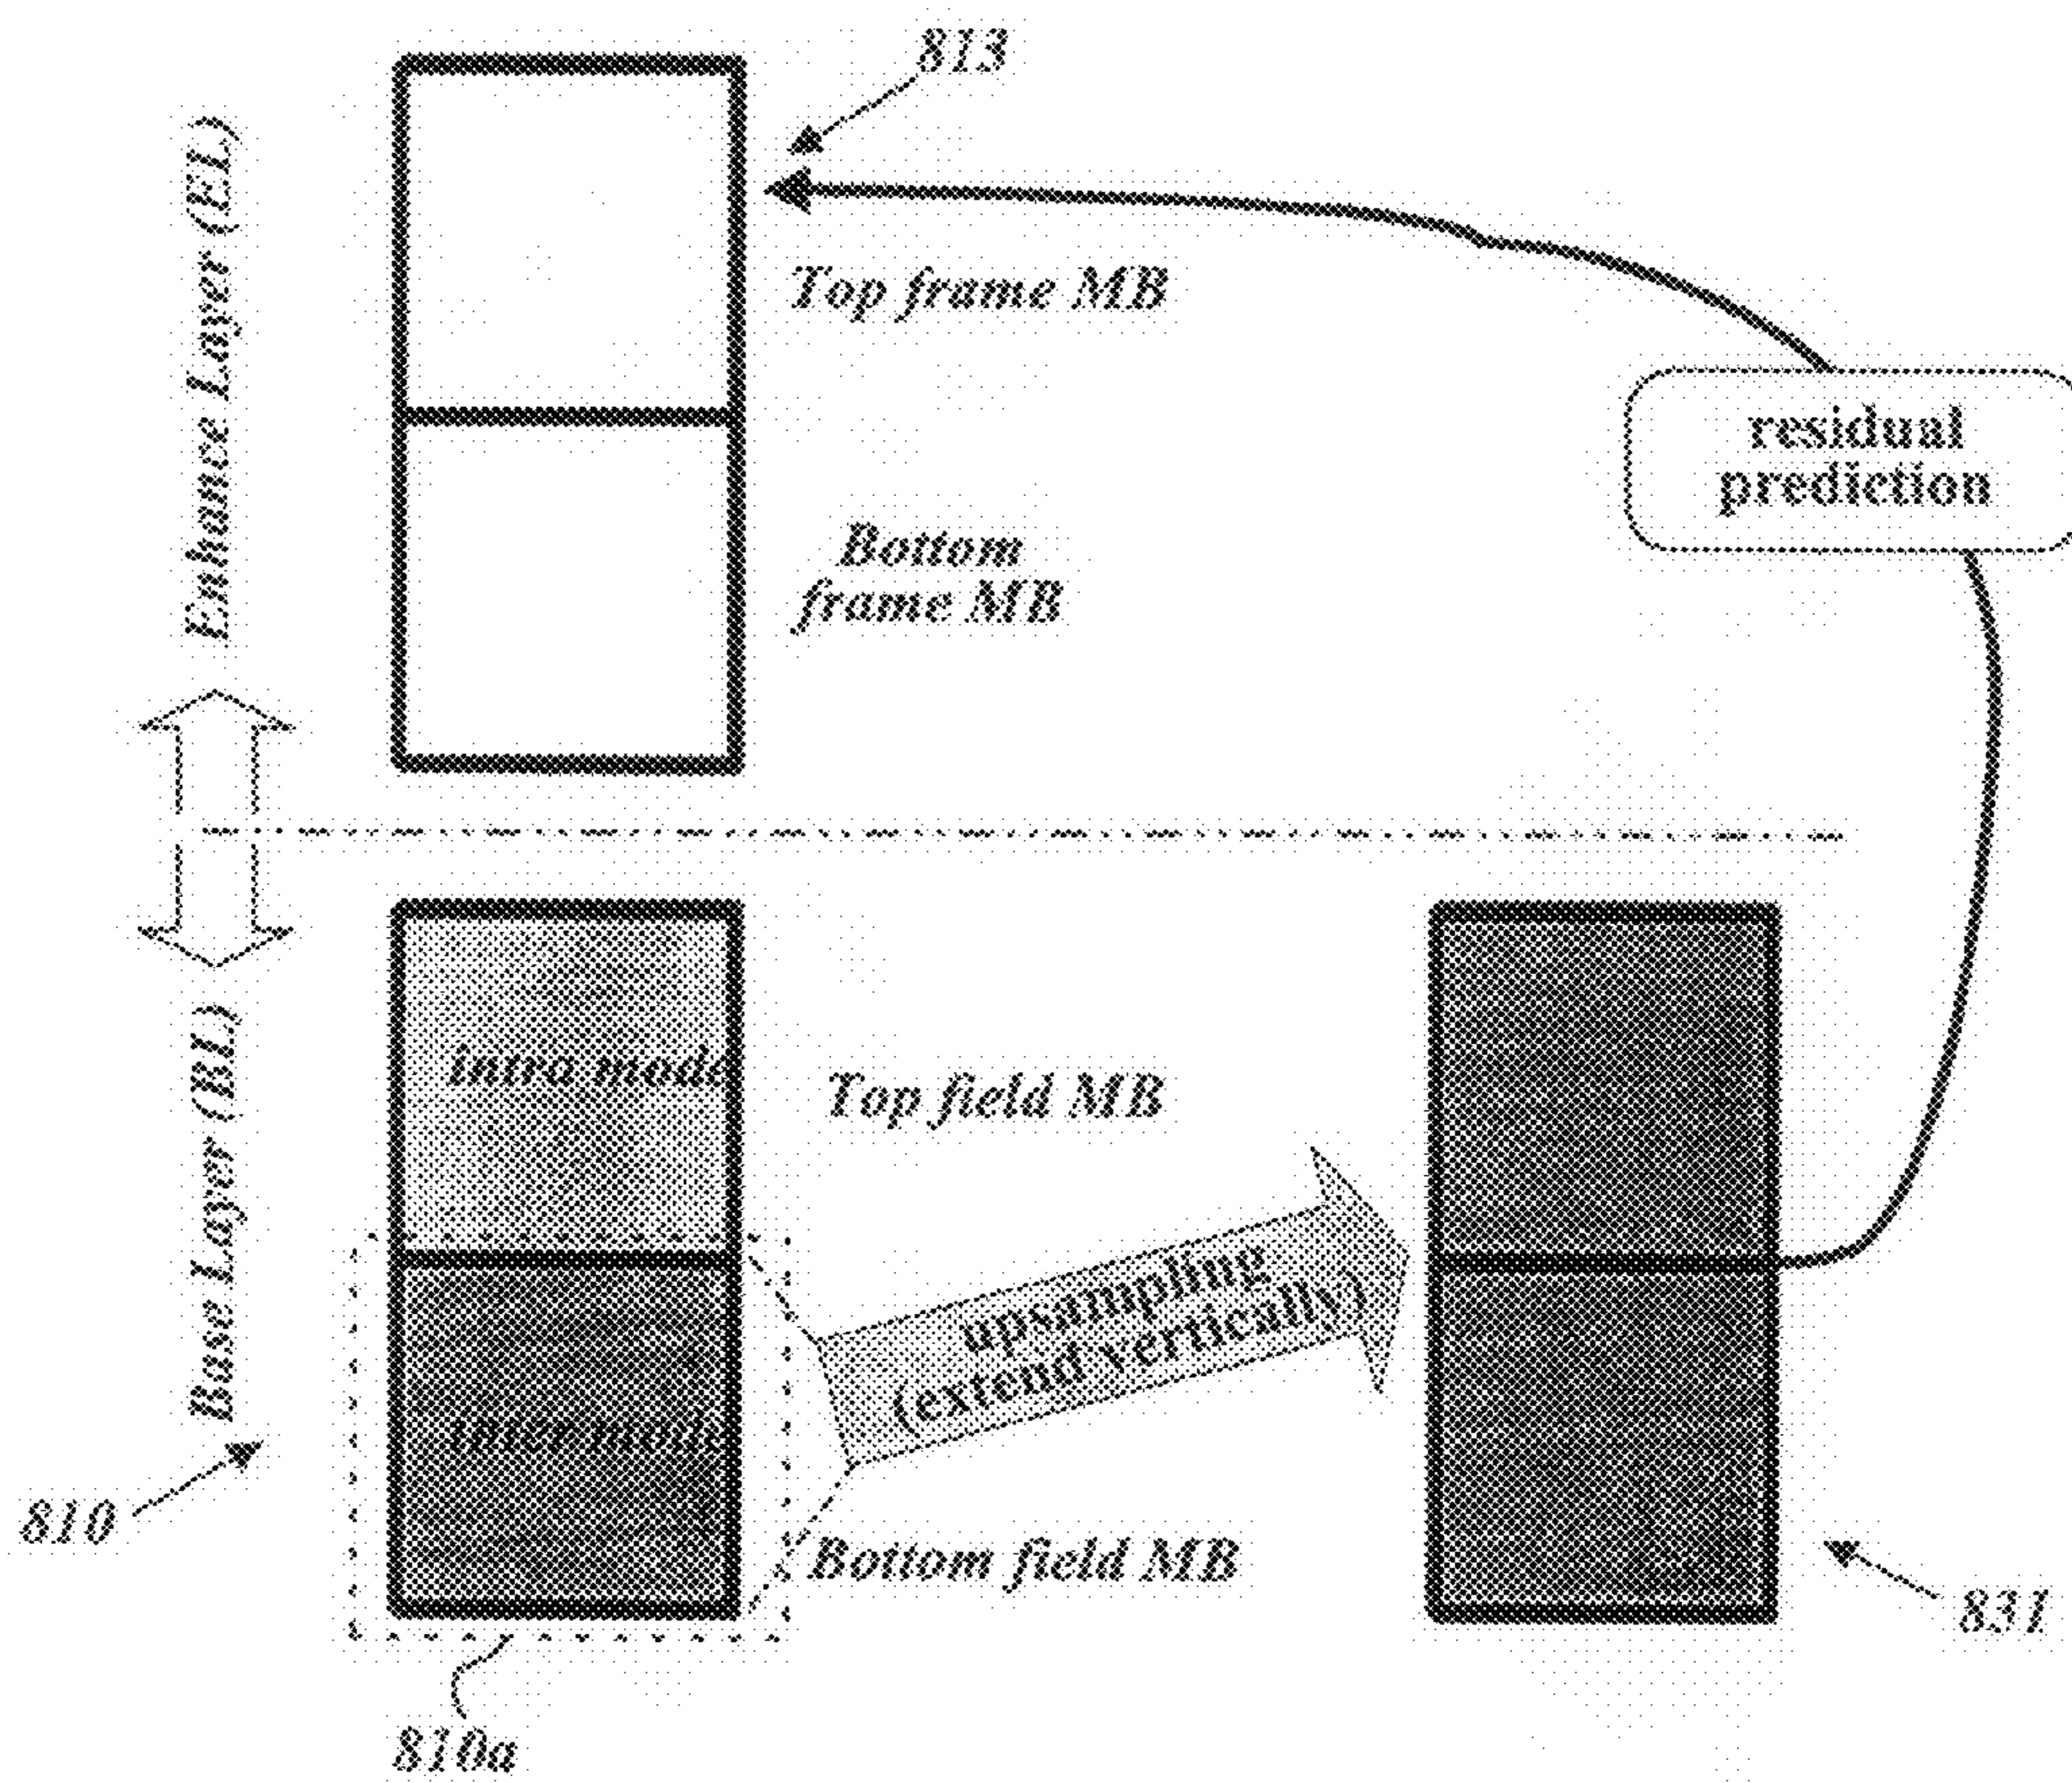 813
Enhance Layer (EL)
Top frame MB
residual
prediction
Bottom
frame MB
Base Layer (BL)
Intra mode
Top field MB
upsampling
(extend vertically)
Inter mode
810
Bottom field MB
831
810a